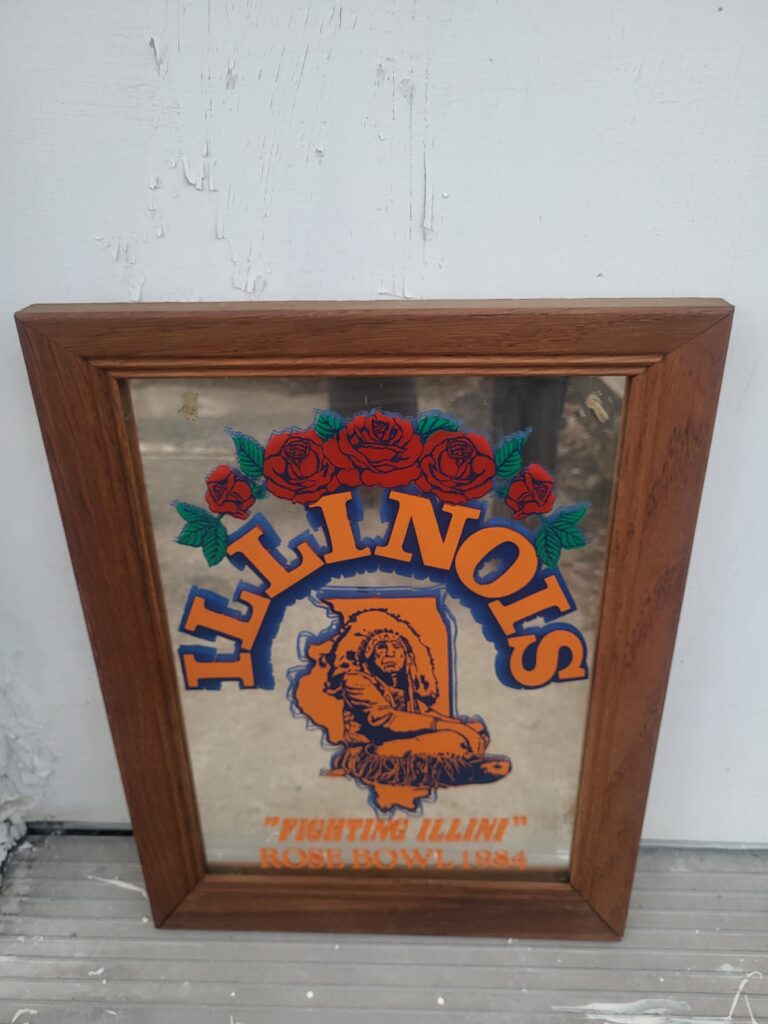 ILLINOIS
"FIGHTING ILLINI"
ROSE BOWL 1984